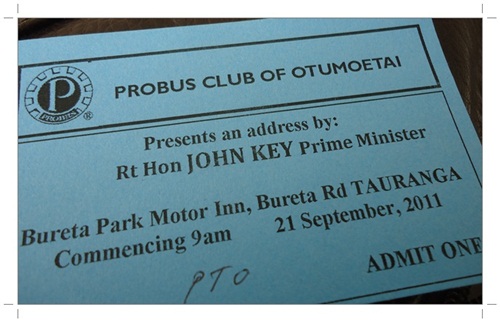 P
PROBUS
®
PROBUS CLUB OF OTUMOETAI
Presents an address by:
Rt Hon JOHN KEY Prime Minister
Bureta Park Motor Inn, Bureta Rd TAURANGA
Commencing 9am 21 September, 2011
PTO
ADMIT ONE